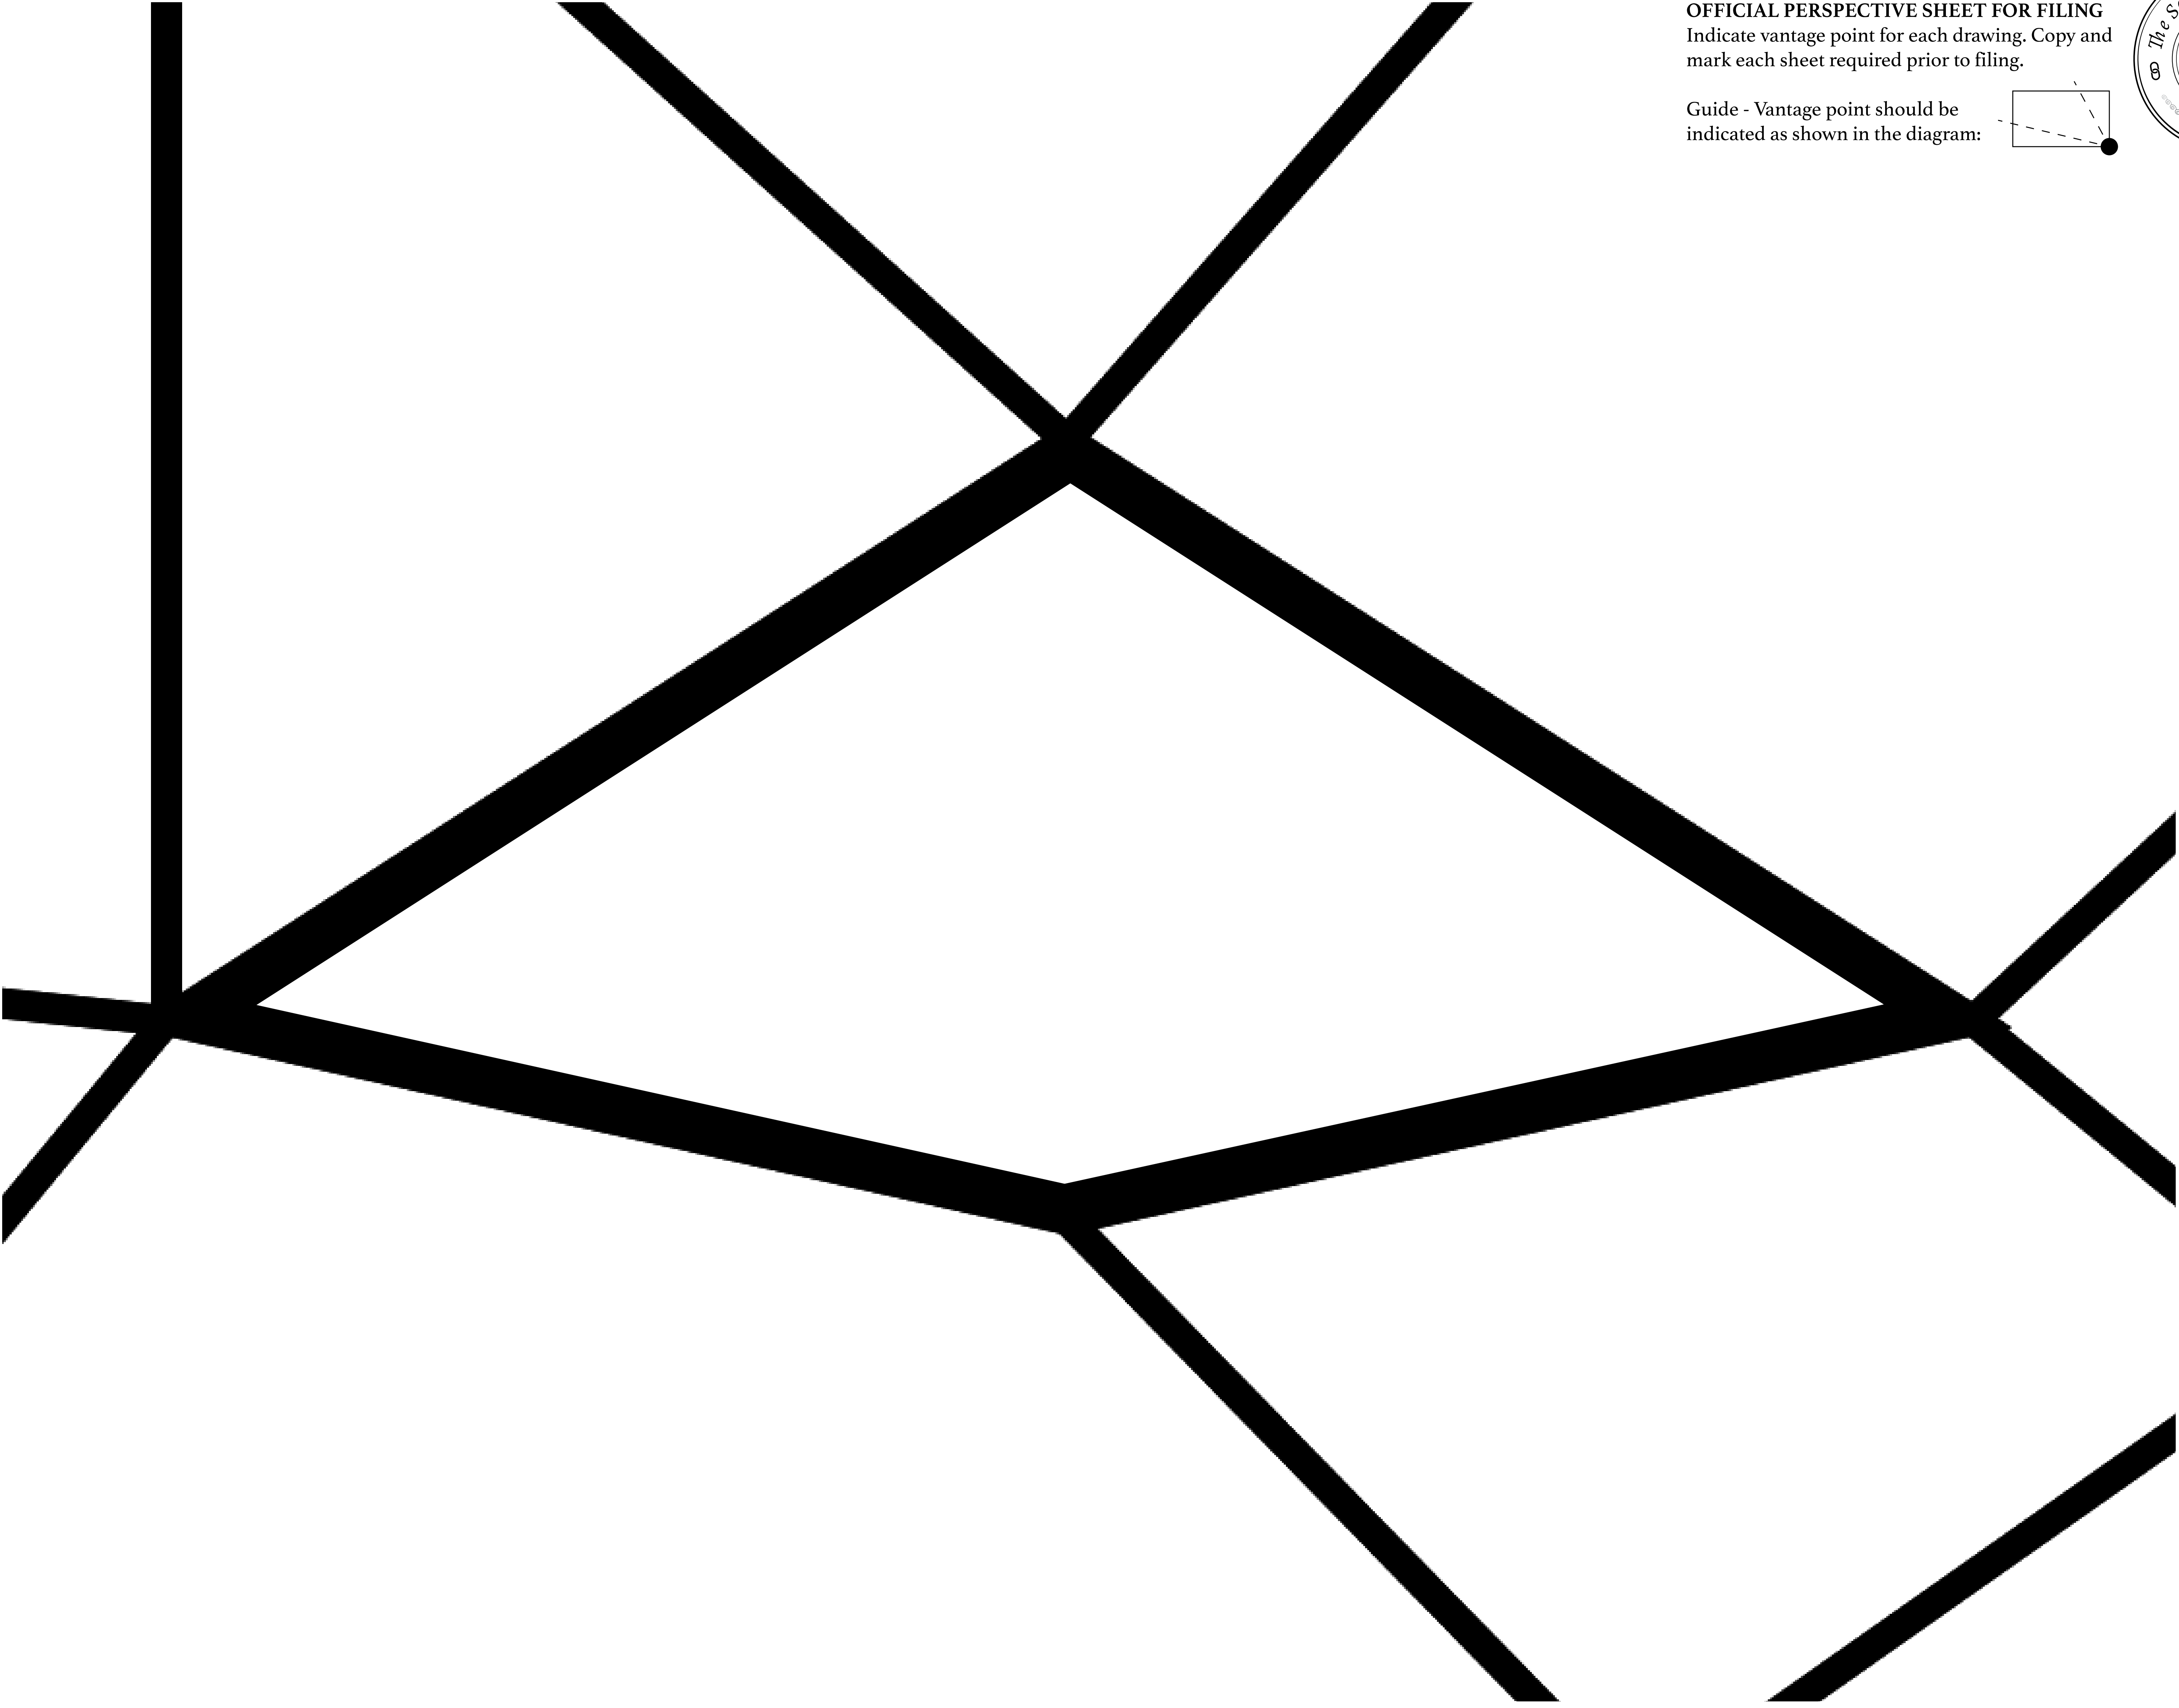 OFFICIAL PERSPECTIVE SHEET FOR FILING
Indicate vantage point for each drawing. Copy and
mark each sheet required prior to filing.
Guide - Vantage point should be
indicated as shown in the diagram:
The